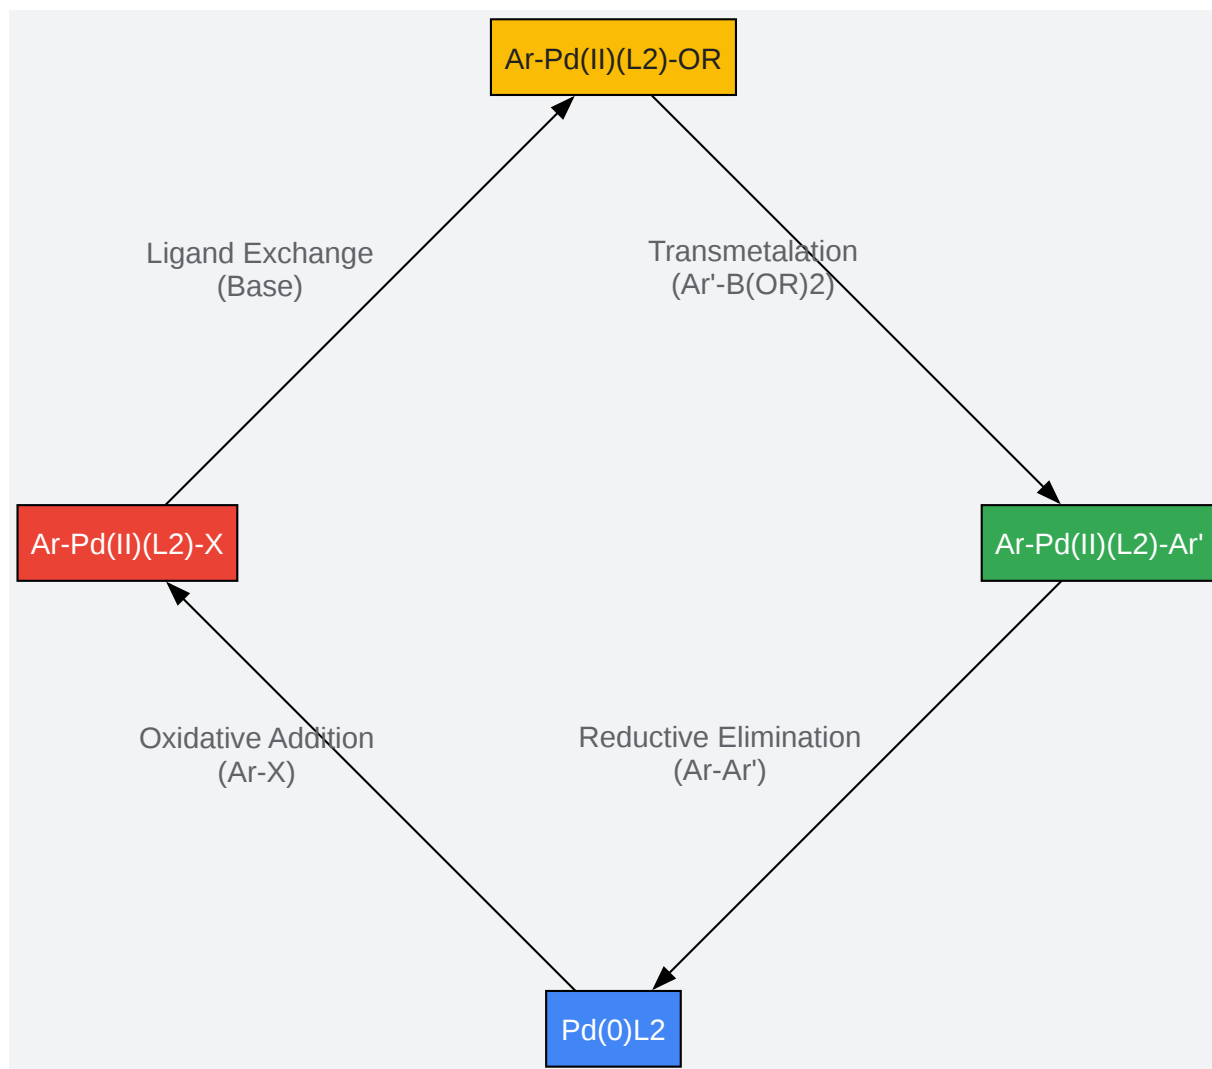 Ar-Pd(II)(L2)-OR
Ligand Exchange
(Base)
Transmetalation
(Ar'-B(OR)2)
Ar-Pd(II)(L2)-X
Ar-Pd(II)(L2)-Ar'
Oxidative Addition
(Ar-X)
Reductive Elimination
(Ar-Ar')
Pd(0)L2